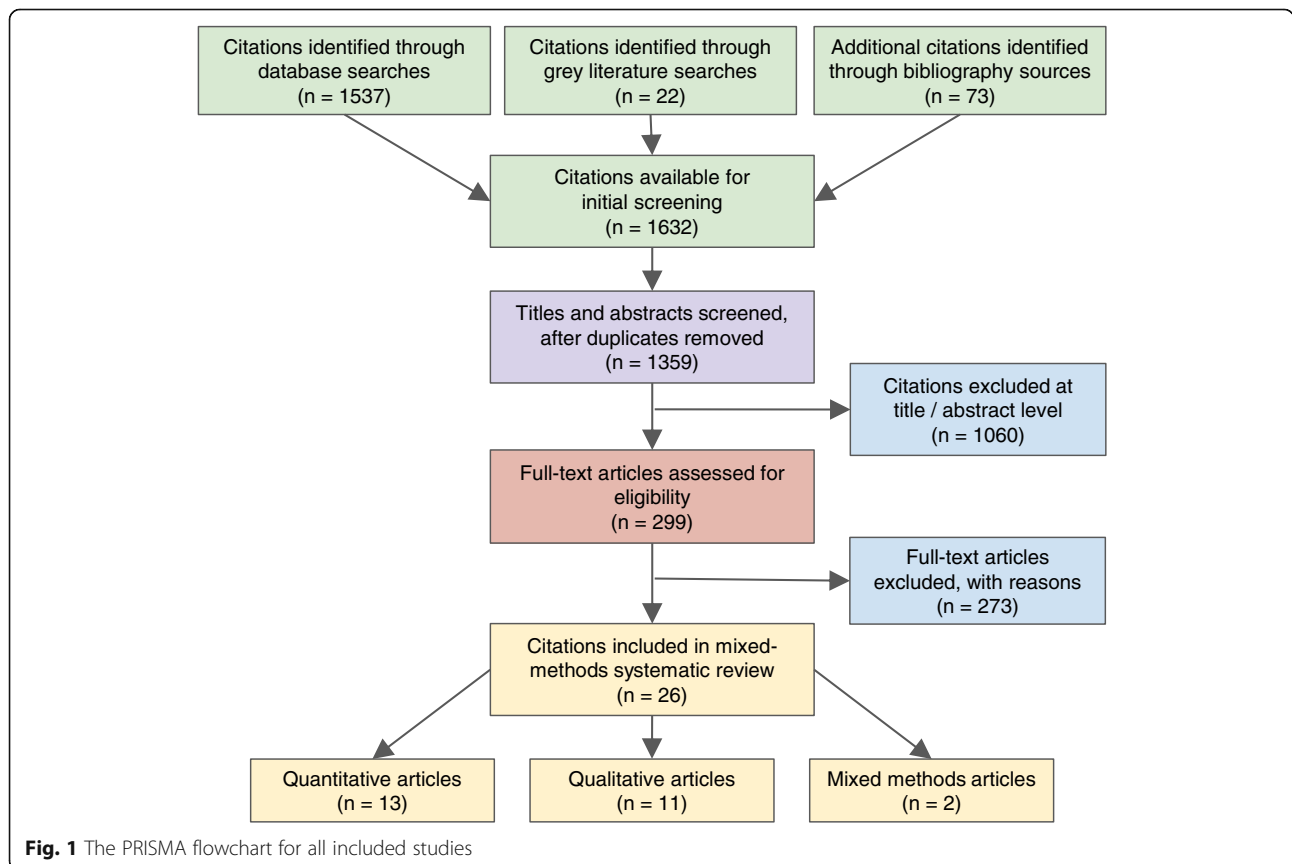 Citations identified through
database searches
(n = 1537)
Citations identified through
grey literature searches
(n = 22)
Additional citations identified
through bibliography sources
(n = 73)
Citations available for
initial screening
(n = 1632)
Titles and abstracts screened,
after duplicates removed
(n = 1359)
Citations excluded at
title / abstract level
(n = 1060)
Full-text articles assessed for
eligibility
(n = 299)
Full-text articles
excluded, with reasons
(n = 273)
Citations included in mixed-
methods systematic review
(n = 26)
Quantitative articles
(n = 13)
Qualitative articles
(n = 11)
Mixed methods articles
(n = 2)
Fig. 1 The PRISMA flowchart for all included studies